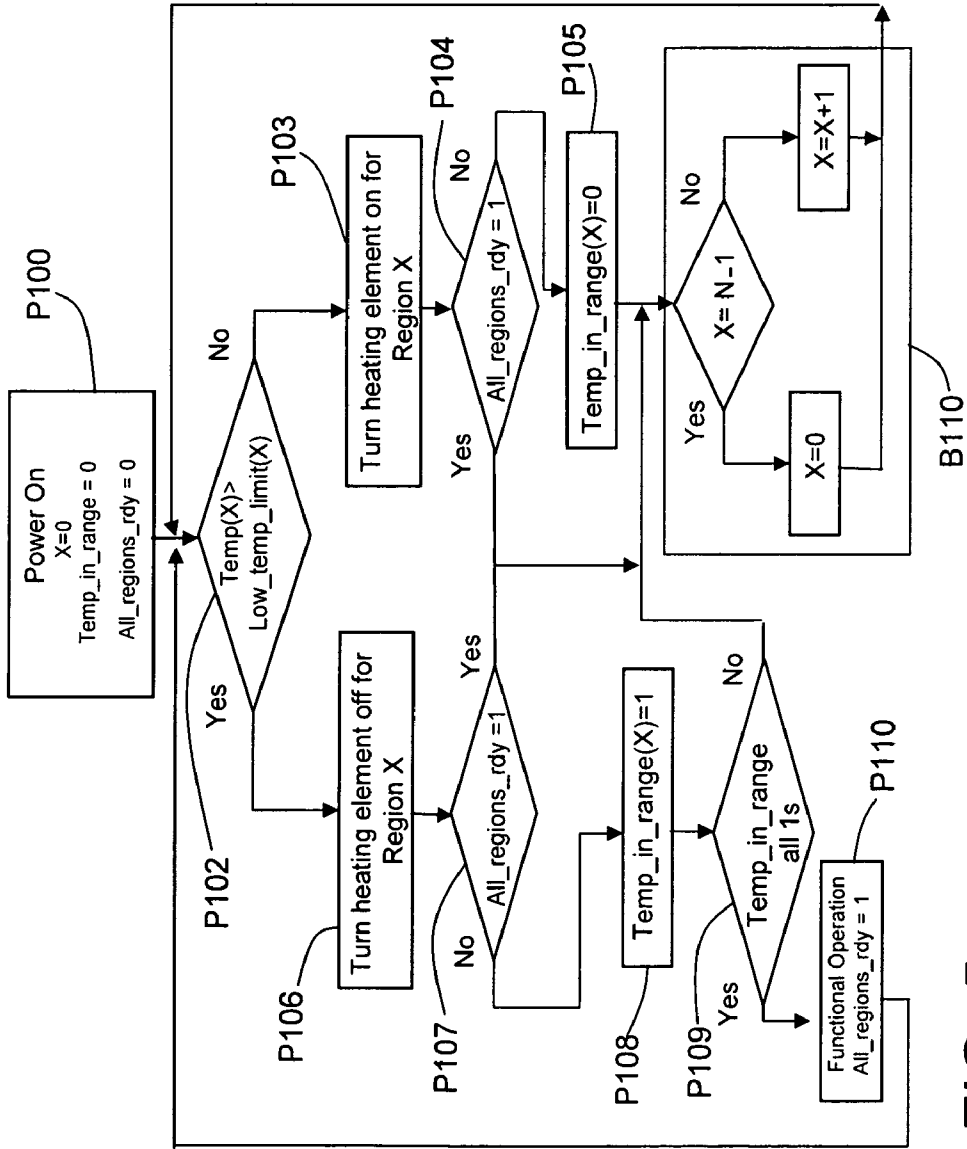 P100
Power On
X=0
Temp_in_range = 0
All_regions_rdy = 0
P102
Temp(X)>
Low_temp_limit(X)
Yes
No
P106
Turn heating element off for
Region X
P103
Turn heating element on for
Region X
P107
All_regions_rdy =1
No
Yes
P104
All_regions_rdy = 1
Yes
No
P108
Temp_in_range(X)=1
P105
Temp_in_range(X)=0
P109
Temp_in_range
all 1s
Yes
No
P110
Functional Operation
All_regions_rdy = 1
X= N-1
Yes
No
X=0
X=X+1
B110